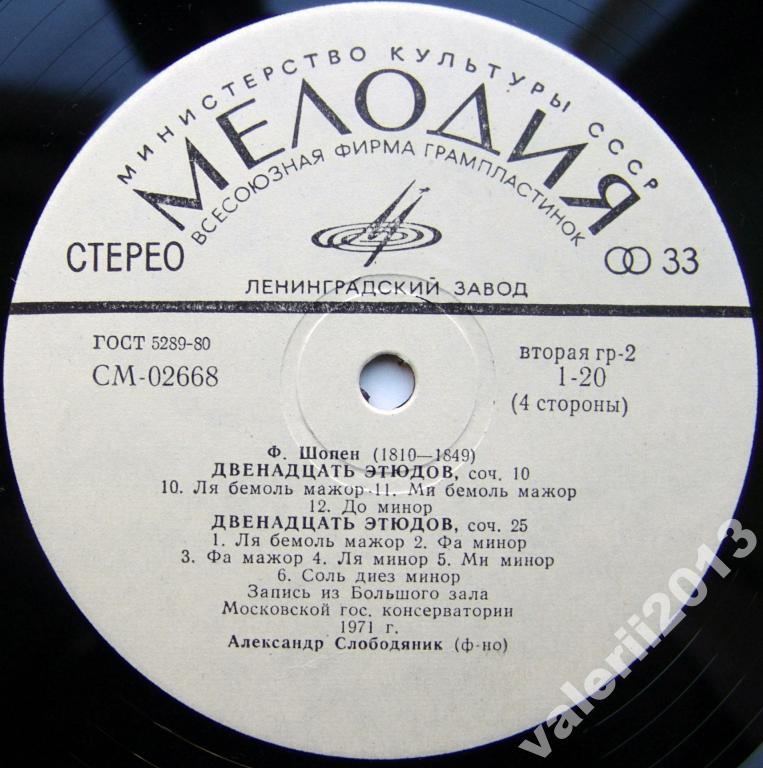 МИНИСТЕРСТВО КУЛЬТУРЫ СССР
МЕЛОДИЯ
ВСЕСОЮЗНАЯ ФИРМА ГРАМПЛАСТИНОК
СТЕРЕО
33
ЛЕНИНГРАДСКИЙ ЗАВОД
ГОСТ 5289-80
СМ-02668
вторая гр-2
1-20
(4 стороны)
Ф. Шопен (1810—1849)
ДВЕНАДЦАТЬ ЭТЮДОВ, соч. 10
10. Ля бемоль мажор 11. Ми бемоль мажор
12. До минор
ДВЕНАДЦАТЬ ЭТЮДОВ, соч. 25
1. Ля бемоль мажор 2. Фа минор
3. Фа мажор 4. Ля минор 5. Ми минор
6. Соль диез минор
Запись из Большого зала
Московской гос. консерватории
1971 г.
Александр Слободяник (ф-но)
valerii2013